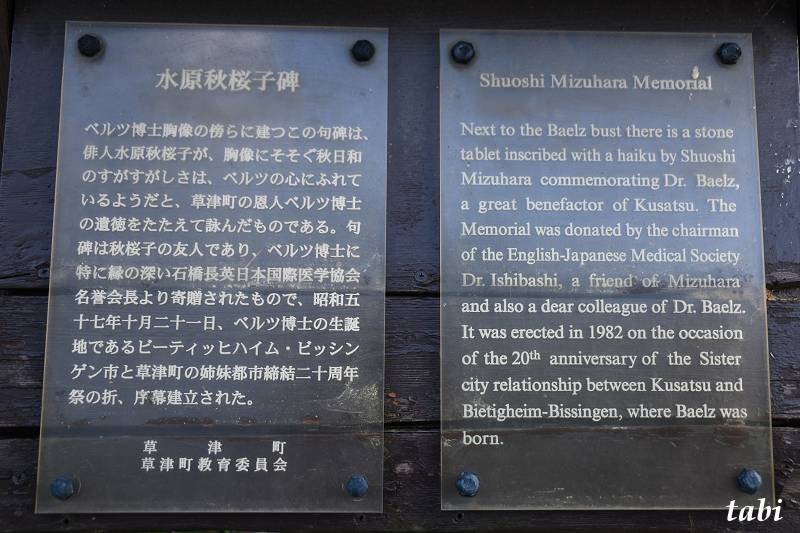 水原秋桜子碑
ベルツ博士胸像の傍らに建つこの句碑は、
俳人水原秋桜子が、胸像にそそぐ秋日和
のすがすがしさは、ベルツの心にふれて
いるようだと、草津町の恩人ベルツ博士
の遺徳をたたえて詠んだものである。句
碑は秋桜子の友人であり、ベルツ博士に
特に縁の深い石橋長英日本国際医学協会
名誉会長より寄贈されたもので、昭和五
十七年十月二十一日、ベルツ博士の生誕
地であるビーティッヒハイム・ビッシン
ゲン市と草津町の姉妹都市締結二十周年
祭の折、序幕建立された。
草津町
草津町教育委員会
Shuoshi Mizuhara Memorial
Next to the Baelz bust there is a stone
tablet inscribed with a haiku by Shuoshi
Mizuhara commemorating Dr. Baelz,
a great benefactor of Kusatsu. The
Memorial was donated by the chairman
of the English-Japanese Medical Society
Dr. Ishibashi, a friend of Mizuhara
and also a dear colleague of Dr. Baelz.
It was erected in 1982 on the occasion
of the 20th anniversary of the Sister
city relationship between Kusatsu and
Bietigheim-Bissingen, where Baelz was
born.
tabi